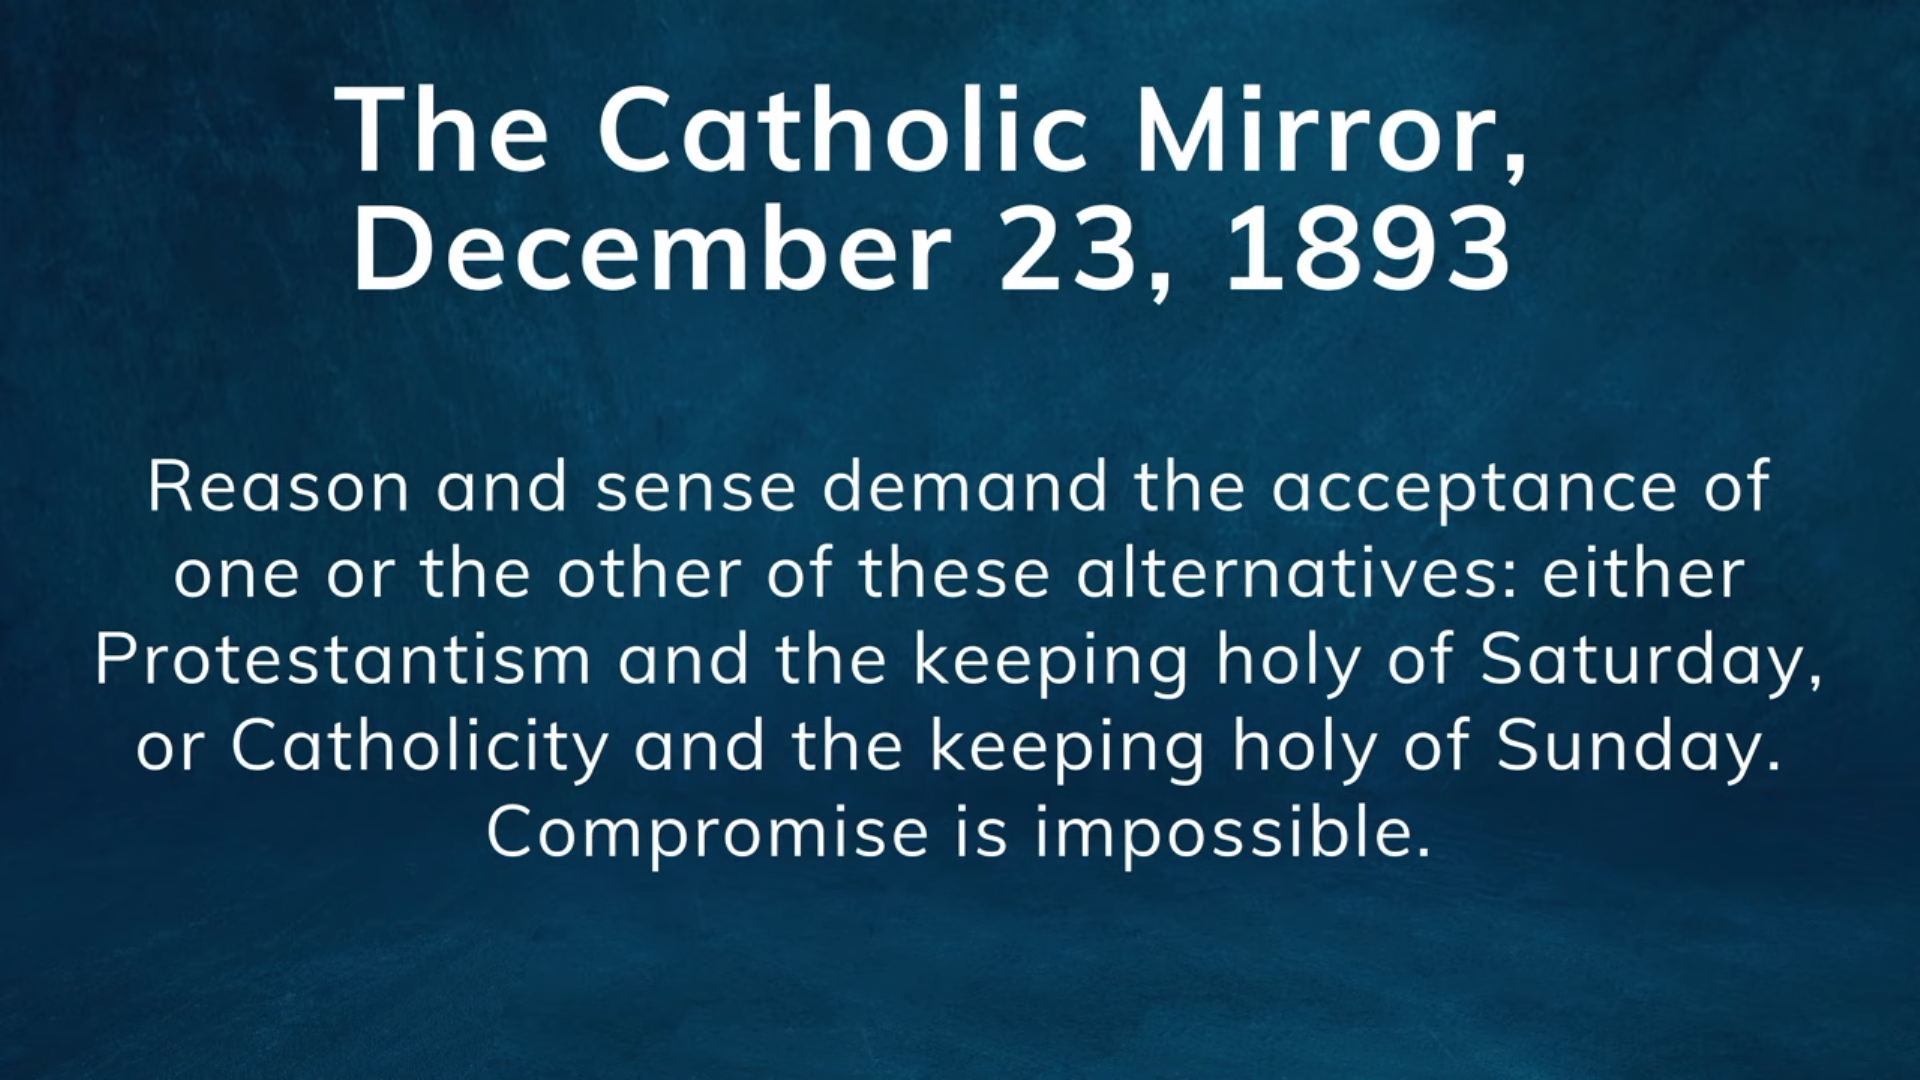 The Catholic Mirror,
December 23, 1893
Reason and sense demand the acceptance of
one or the other of these alternatives: either
Protestantism and the keeping holy of Saturday,
or Catholicity and the keeping holy of Sunday.
Compromise is impossible.